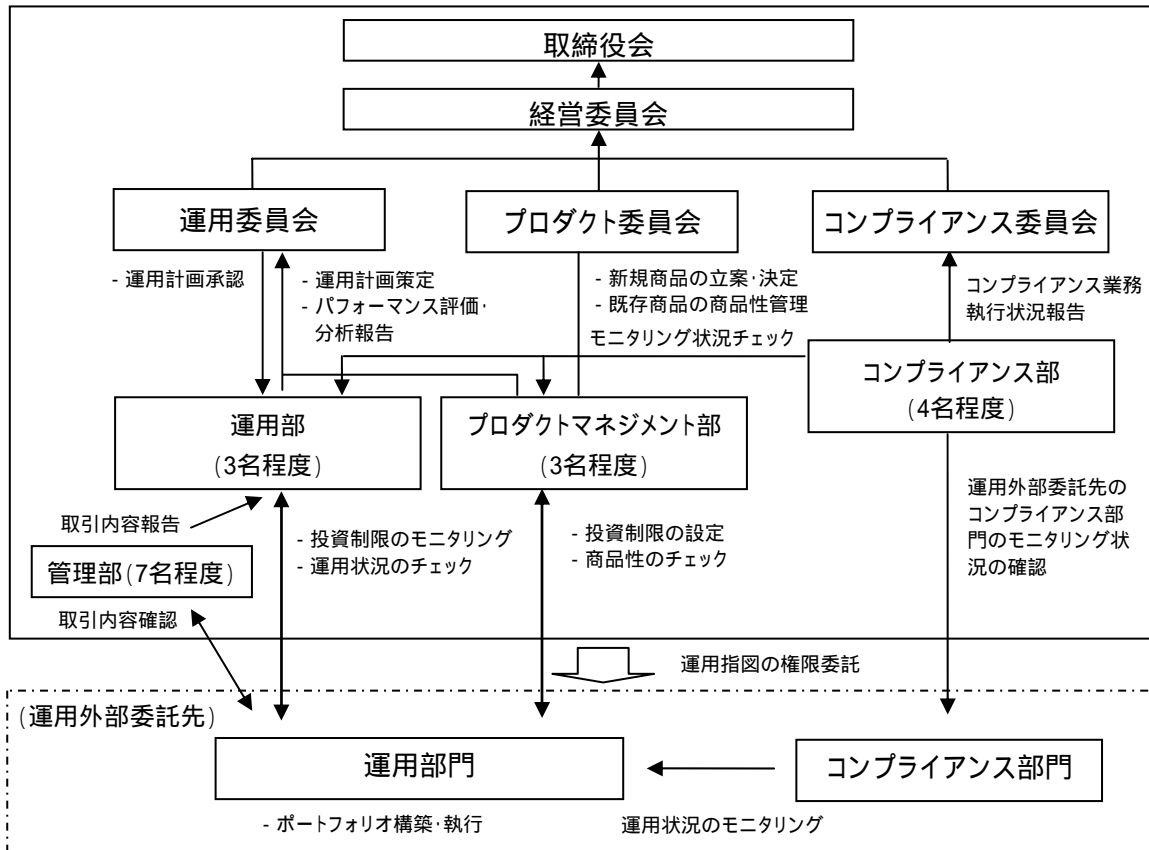 取締役会
経営委員会
運用委員会
プロダクト委員会
コンプライアンス委員会
- 運用計画承認
- 運用計画策定
- パフォーマンス評価･
分析報告
- 新規商品の立案･決定
- 既存商品の商品性管理
コンプライアンス業務
執行状況報告
モニタリング状況チェック
運用部
(3名程度)
プロダクトマネジメント部
(3名程度)
コンプライアンス部
(4名程度)
取引内容報告
管理部(7名程度)
取引内容確認
- 投資制限のモニタリング
- 運用状況のチェック
- 投資制限の設定
- 商品性のチェック
運用外部委託先の
コンプライアンス部
門のモニタリング状
況の確認
運用指図の権限委託
(運用外部委託先)
運用部門
コンプライアンス部門
- ポートフォリオ構築･執行
運用状況のモニタリング